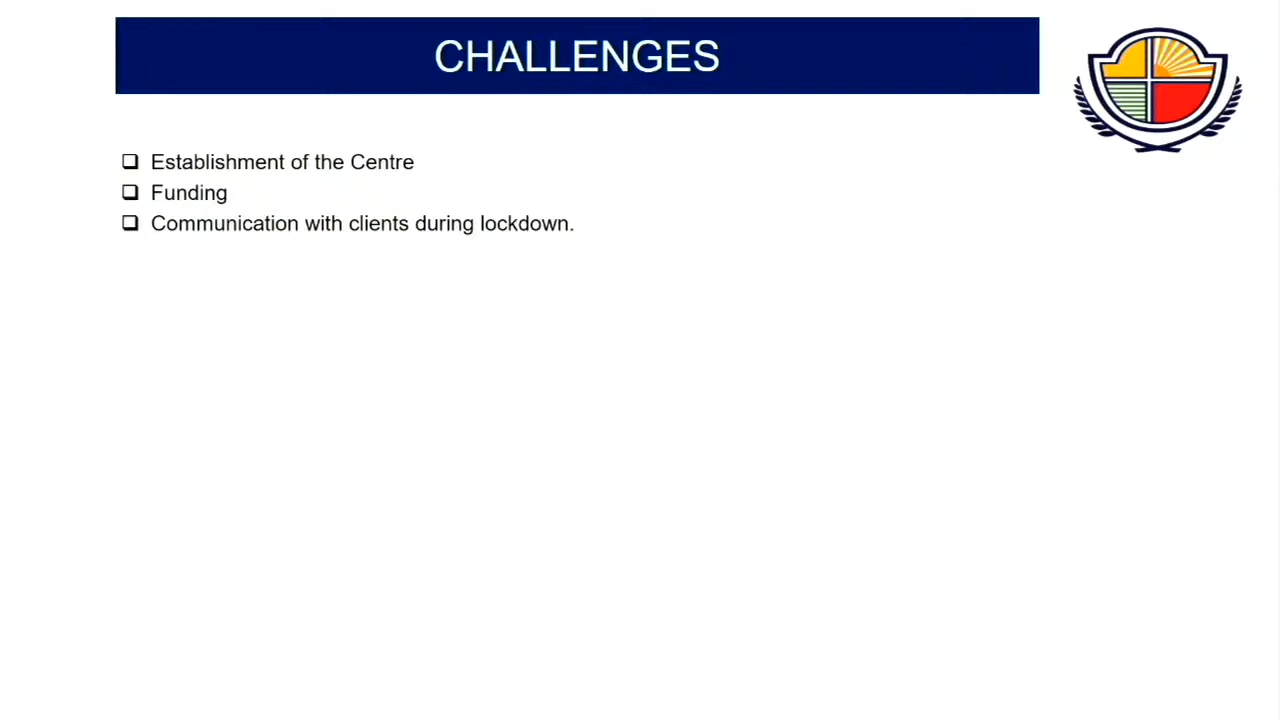 CHALLENGES
❑ Establishment of the Centre
❑ Funding
❑ Communication with clients during lockdown.